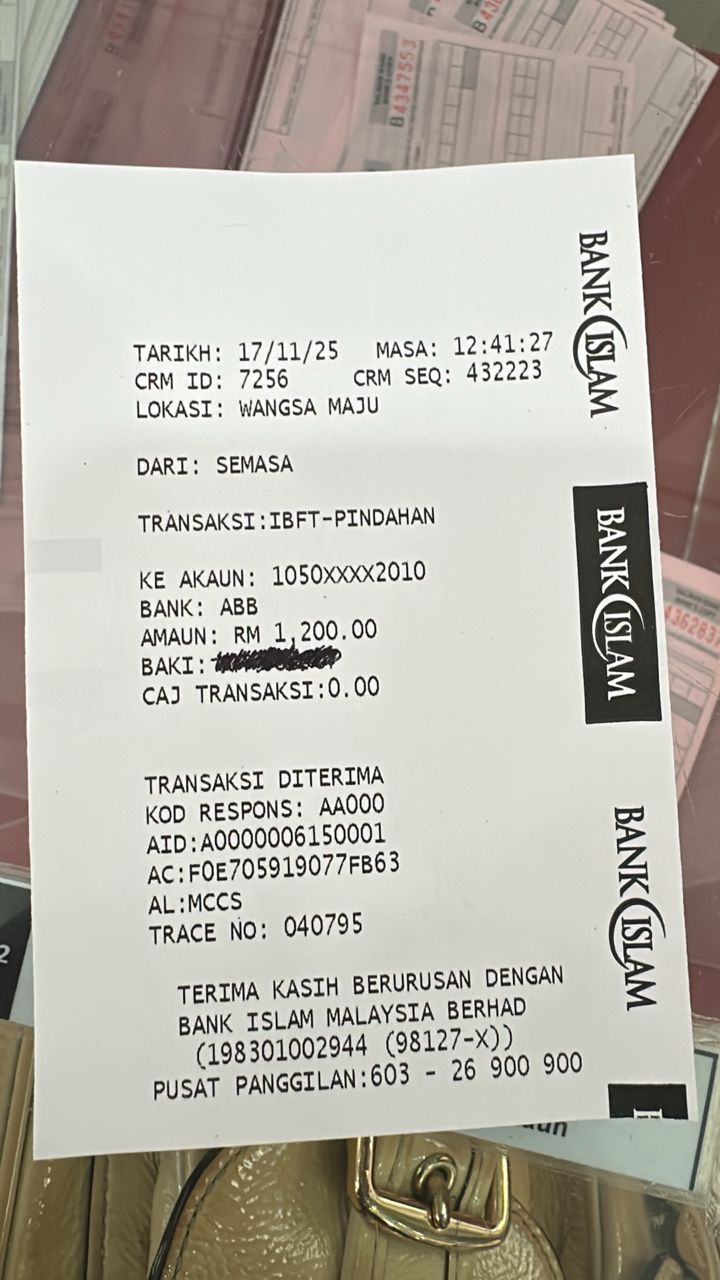 B4347553
BANK ISLAM
TARIKH: 17/11/25 MASA: 12:41:27
CRM ID: 7256 CRM SEQ: 432223
LOKASI: WANGSA MAJU
DARI: SEMASA
TRANSAKSI:IBFT-PINDAHAN
BANK ISLAM
KE AKAUN: 1050XXXX2010
BANK: ABB
AMAUN: RM 1,200.00
BAKI:
CAJ TRANSAKSI:0.00
TRANSAKSI DITERIMA
KOD RESPONS: AA000
AID:A0000006150001
AC:F0E705919077FB63
AL:MCCS
TRACE NO: 040795
BANK ISLAM
TERIMA KASIH BERURUSAN DENGAN
BANK ISLAM MALAYSIA BERHAD
(198301002944 (98127-X))
PUSAT PANGGILAN:603 - 26 900 900